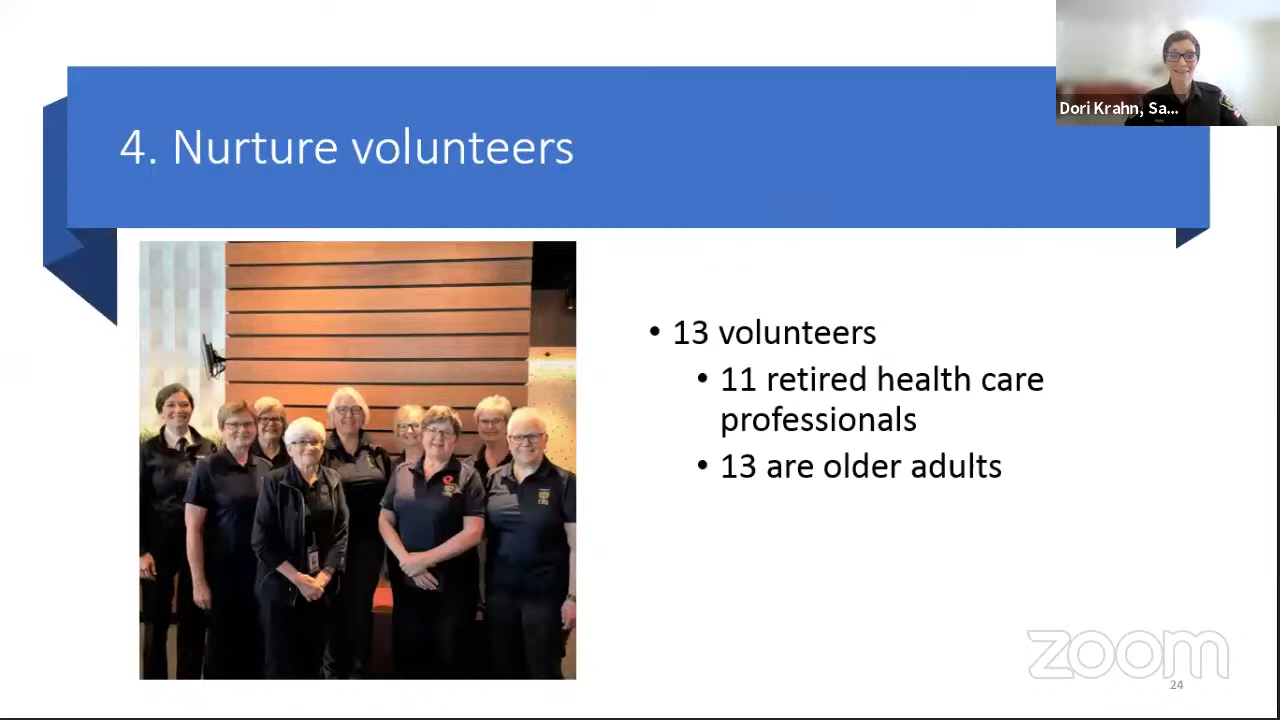 Dori Krahn, Sa...
4. Nurture volunteers
• 13 volunteers
• 11 retired health care
professionals
• 13 are older adults
zoom
24